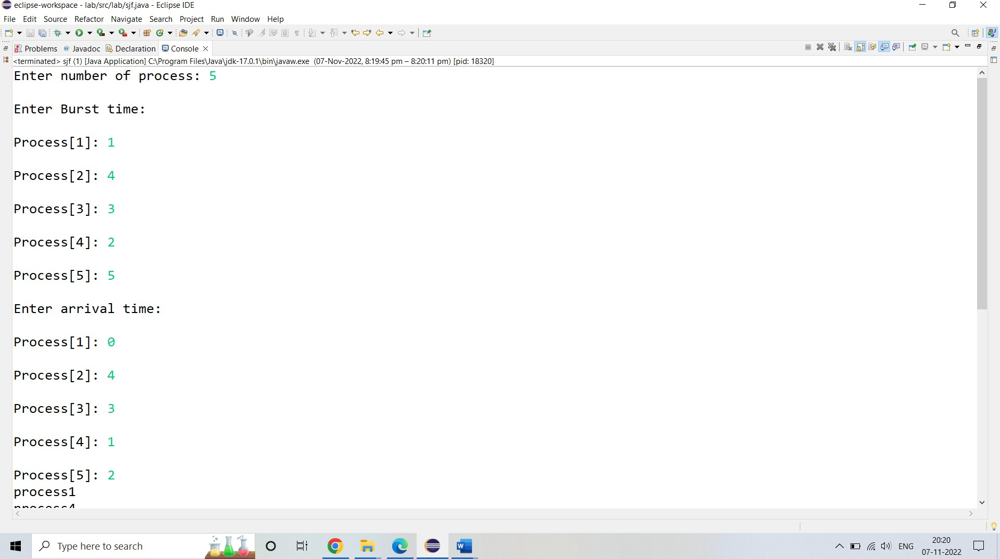 eclipse-workspace - lab/src/lab/sjf.java - Eclipse IDE
File Edit Source Refactor Navigate Search Project Run Window Help
Problems @ Javadoc Declaration Console
<terminated> sjf (1) [Java Application] C:\Program Files\Java\jdk-17.0.1\bin\javaw.exe (07-Nov-2022, 8:19:45 pm – 8:20:11 pm) [pid: 18320]
Enter number of process: 5
Enter Burst time:
Process[1]: 1
Process[2]: 4
Process[3]: 3
Process[4]: 2
Process[5]: 5
Enter arrival time:
Process[1]: 0
Process[2]: 4
Process[3]: 3
Process[4]: 1
Process[5]: 2
process1
process4
Type here to search
ENG
20:20
07-11-2022